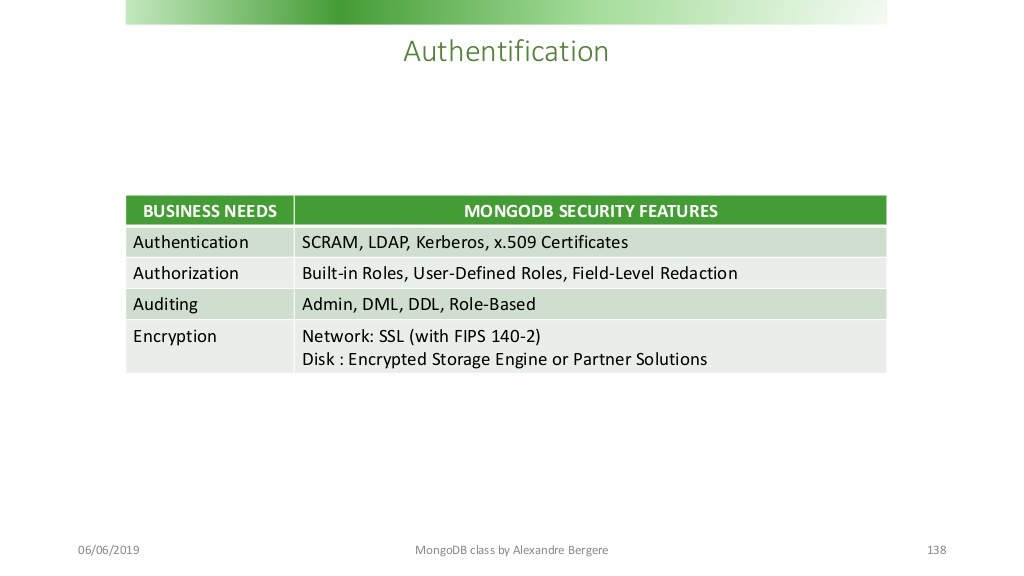 Authentification
BUSINESS NEEDS MONGODB SECURITY FEATURES
Authentication SCRAM, LDAP, Kerberos, x.509 Certificates
Authorization Built-in Roles, User-Defined Roles, Field-Level Redaction
Auditing Admin, DML, DDL, Role-Based
Encryption Network: SSL (with FIPS 140-2)
Disk : Encrypted Storage Engine or Partner Solutions
06/06/2019 MongoDB class by Alexandre Bergere 138